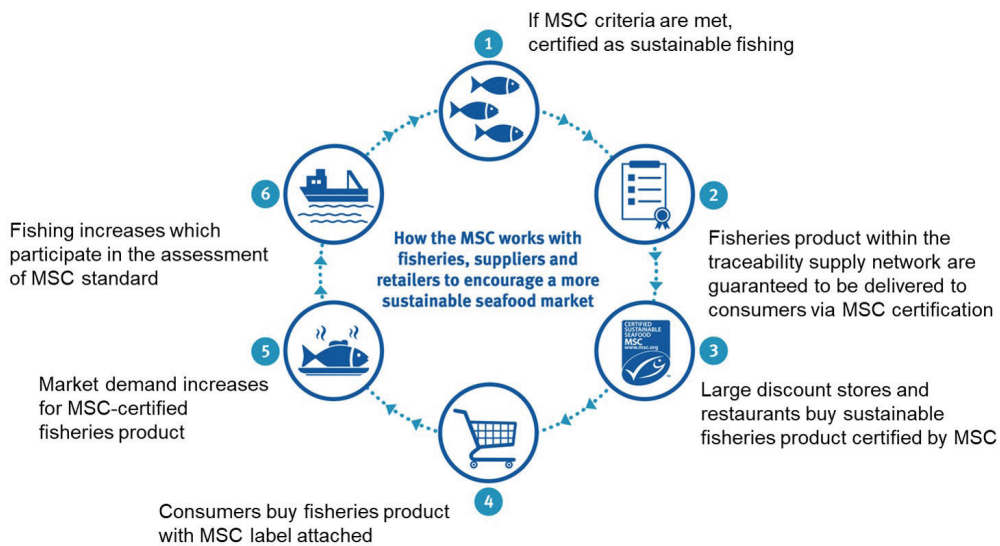 1
If MSC criteria are met,
certified as sustainable fishing
2
Fisheries product within the
traceability supply network are
guaranteed to be delivered to
consumers via MSC certification
CERTIFIED
SUSTAINABLE
SEAFOOD
MSC
www.msc.org
3
Large discount stores and
restaurants buy sustainable
fisheries product certified by MSC
4
Consumers buy fisheries product
with MSC label attached
5
Market demand increases
for MSC-certified
fisheries product
6
Fishing increases which
participate in the assessment
of MSC standard
How the MSC works with
fisheries, suppliers and
retailers to encourage a more
sustainable seafood market